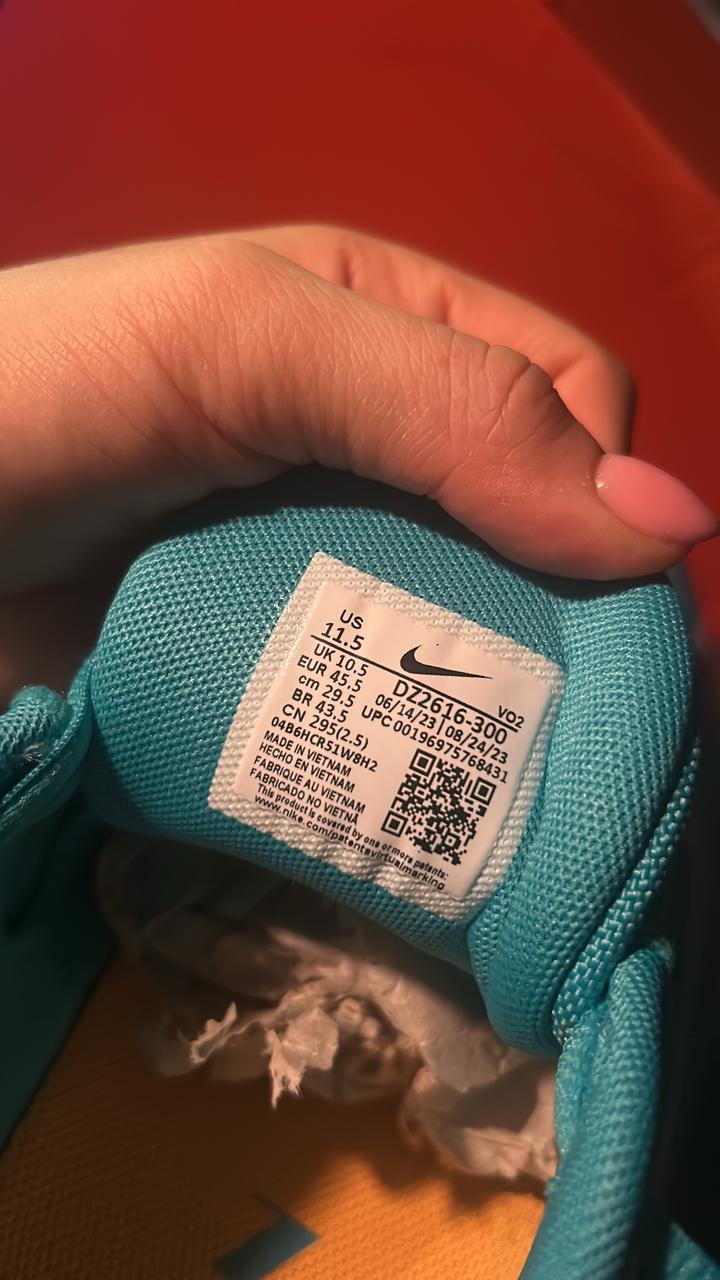 US
11.5
UK 10.5
EUR 45.5
cm 29.5
BR 43.5
CN 295(2.5)
04B6HCR51W8H2
MADE IN VIETNAM
HECHO EN VIETNAM
FABRIQUE AU VIETNAM
FABRICADO NO VIETNÃ
This product is covered by one or more patents:
www.nike.com/patentsvirtualmarking
DZ2616-300 VO2
06/14/23 | 08/24/23
UPC 00196975768431